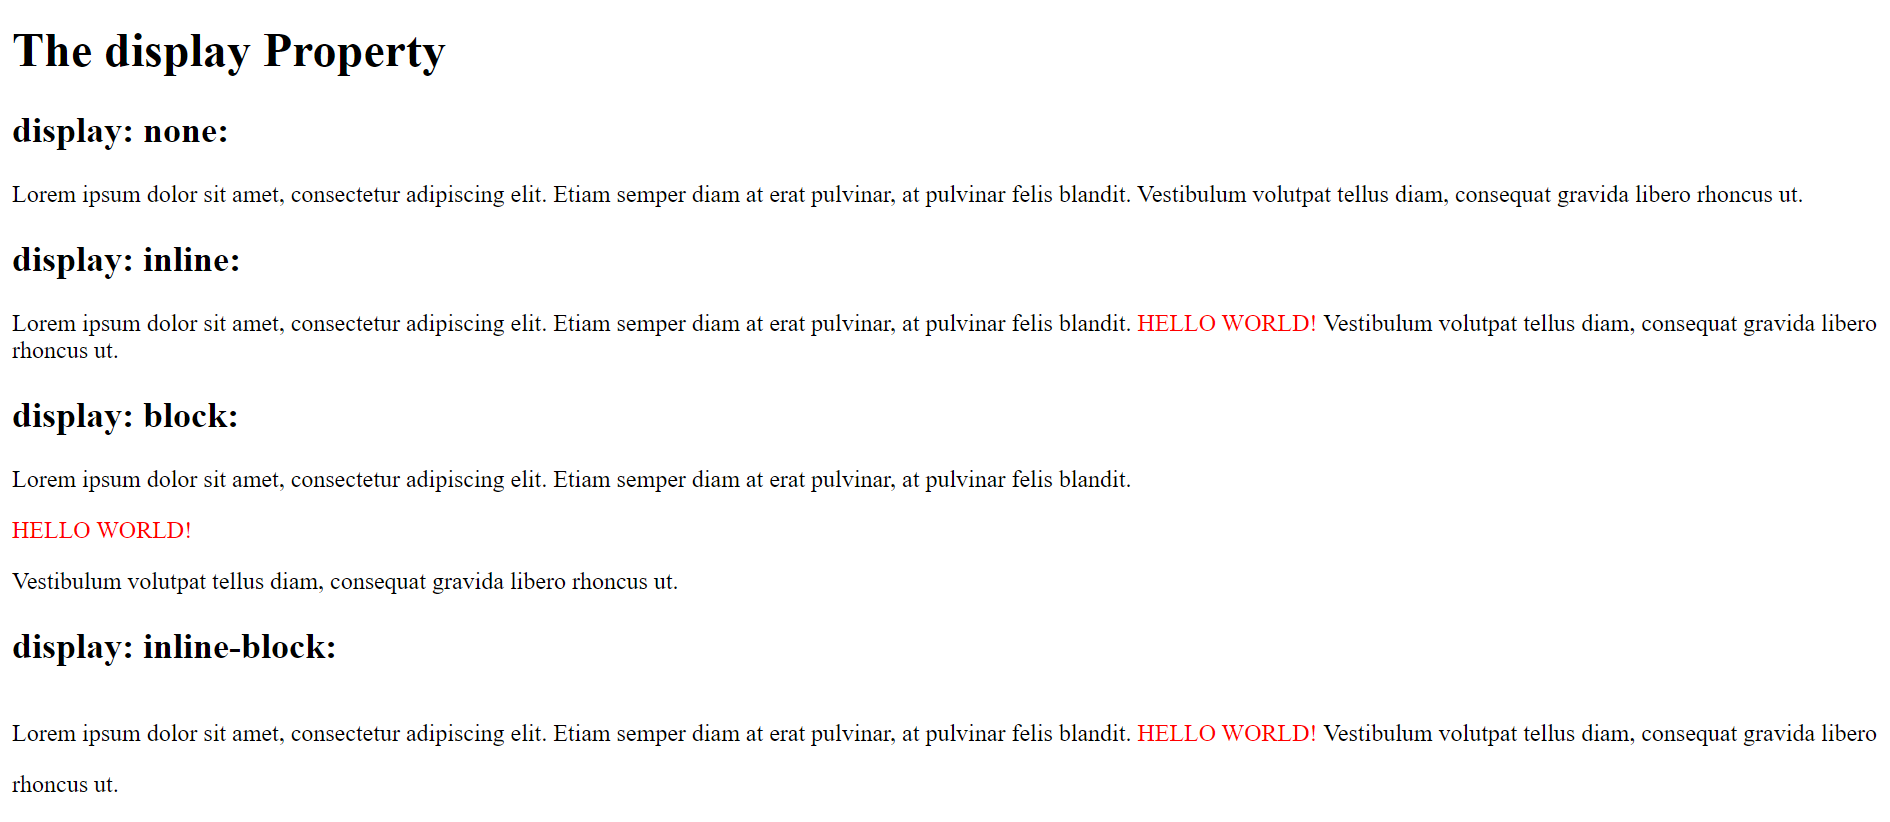 The display Property
display: none:
Lorem ipsum dolor sit amet, consectetur adipiscing elit. Etiam semper diam at erat pulvinar, at pulvinar felis blandit. Vestibulum volutpat tellus diam, consequat gravida libero rhoncus ut.
display: inline:
Lorem ipsum dolor sit amet, consectetur adipiscing elit. Etiam semper diam at erat pulvinar, at pulvinar felis blandit. HELLO WORLD! Vestibulum volutpat tellus diam, consequat gravida libero
rhoncus ut.
display: block:
Lorem ipsum dolor sit amet, consectetur adipiscing elit. Etiam semper diam at erat pulvinar, at pulvinar felis blandit.
HELLO WORLD!
Vestibulum volutpat tellus diam, consequat gravida libero rhoncus ut.
display: inline-block:
Lorem ipsum dolor sit amet, consectetur adipiscing elit. Etiam semper diam at erat pulvinar, at pulvinar felis blandit. HELLO WORLD! Vestibulum volutpat tellus diam, consequat gravida libero
rhoncus ut.